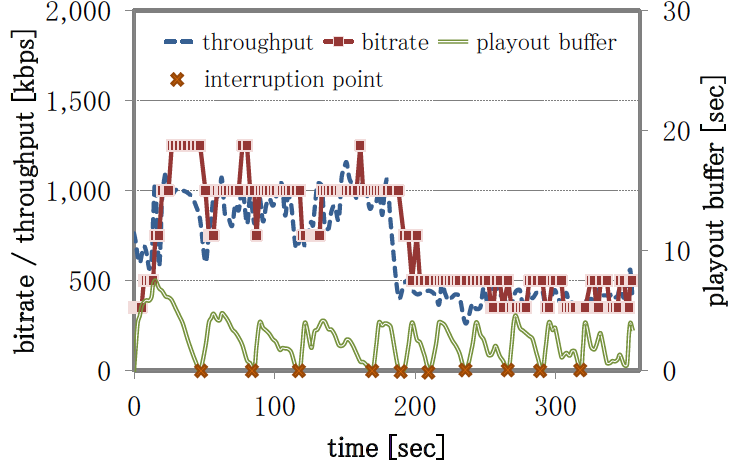 2,000
1,500
1,000
500
0
bitrate / throughput [kbps]
throughput bitrate playout buffer
interruption point
30
20
10
0
playout buffer [sec]
0 100 200 300
time [sec]